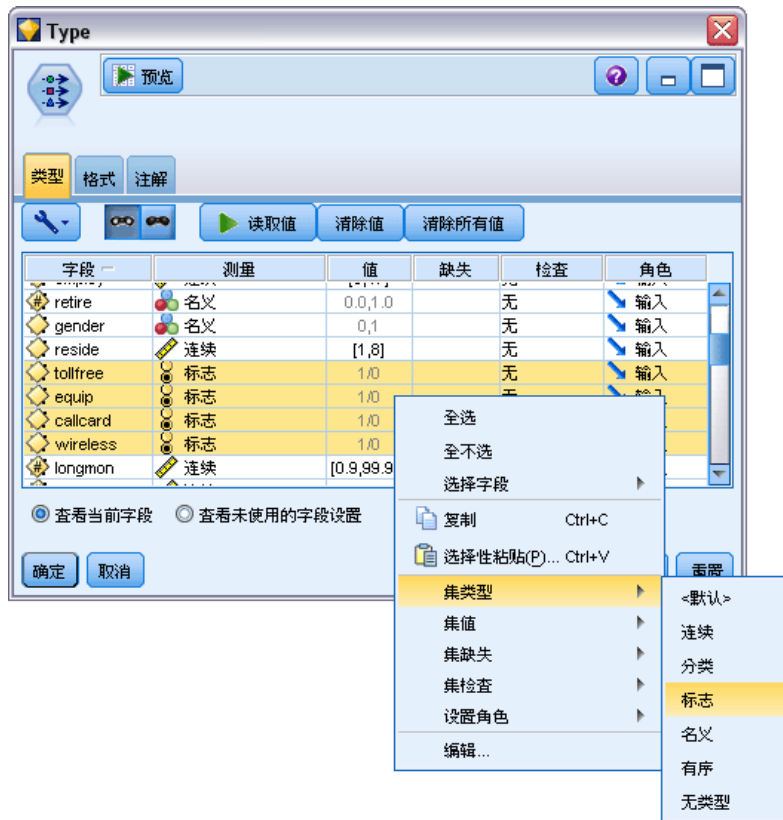 Type
预览
类型 格式 注解
读取值 清除值 清除所有值
字段 测量 值 缺失 检查 角色
retire 名义 0.0,1.0 无 输入
gender 名义 0,1 无 输入
reside 连续 [1,8] 无 输入
tollfree 标志 1/0 无 输入
equip 标志 1/0
callcard 标志 1/0
wireless 标志 1/0
longmon 连续 [0.9,99.9
查看当前字段 查看未使用的字段设置
确定 取消 重置
全选
全不选
选择字段
复制 Ctrl+C
选择性粘贴(P)... Ctrl+V
集类型
集值
集缺失
集检查
设置角色
编辑...
<默认>
连续
分类
标志
名义
有序
无类型